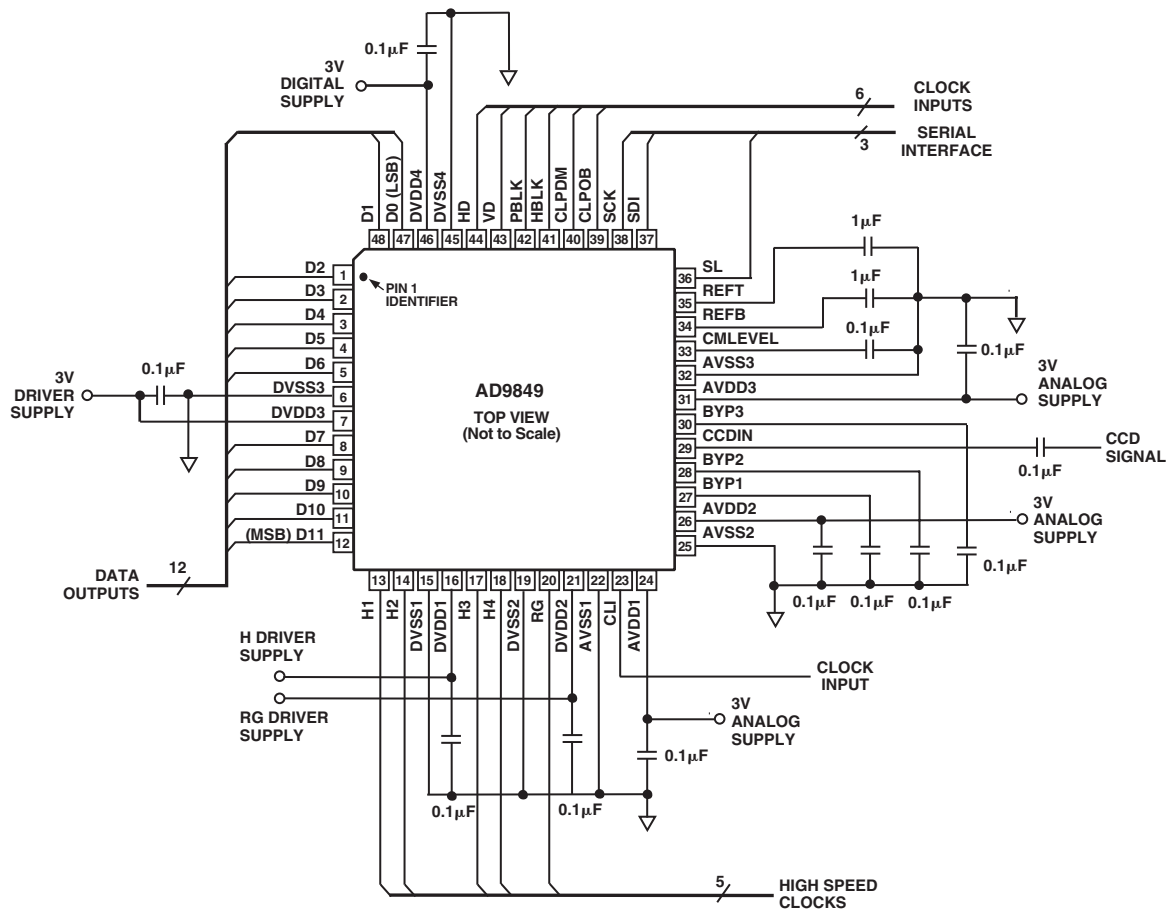 0.1μF
3V
DIGITAL
SUPPLY
6
CLOCK
INPUTS
3
SERIAL
INTERFACE
D1
D0 (LSB)
DVDD4
DVSS4
HD
VD
PBLK
HBLK
CLPDM
CLPOB
SCK
SDI
48
47
46
45
44
43
42
41
40
39
38
37
D2
1
D3
2
D4
3
D5
4
D6
5
DVSS3
6
DVDD3
7
D7
8
D8
9
D9
10
D10
11
(MSB) D11
12
PIN 1
IDENTIFIER
AD9849
TOP VIEW
(Not to Scale)
0.1μF
3V
DRIVER
SUPPLY
12
DATA
OUTPUTS
36
SL
35
REFT
34
REFB
33
CMLEVEL
32
AVSS3
31
AVDD3
30
BYP3
29
CCDIN
28
BYP2
27
BYP1
26
AVDD2
25
AVSS2
1μF
1μF
0.1μF
0.1μF
3V
ANALOG
SUPPLY
CCD
SIGNAL
0.1μF
3V
ANALOG
SUPPLY
0.1μF
0.1μF
0.1μF
0.1μF
13
14
15
16
17
18
19
20
21
22
23
24
H1
H2
DVSS1
DVDD1
H3
H4
DVSS2
RG
DVDD2
AVSS1
CLI
AVDD1
H DRIVER
SUPPLY
RG DRIVER
SUPPLY
CLOCK
INPUT
3V
ANALOG
SUPPLY
0.1μF
0.1μF
0.1μF
5
HIGH SPEED
CLOCKS